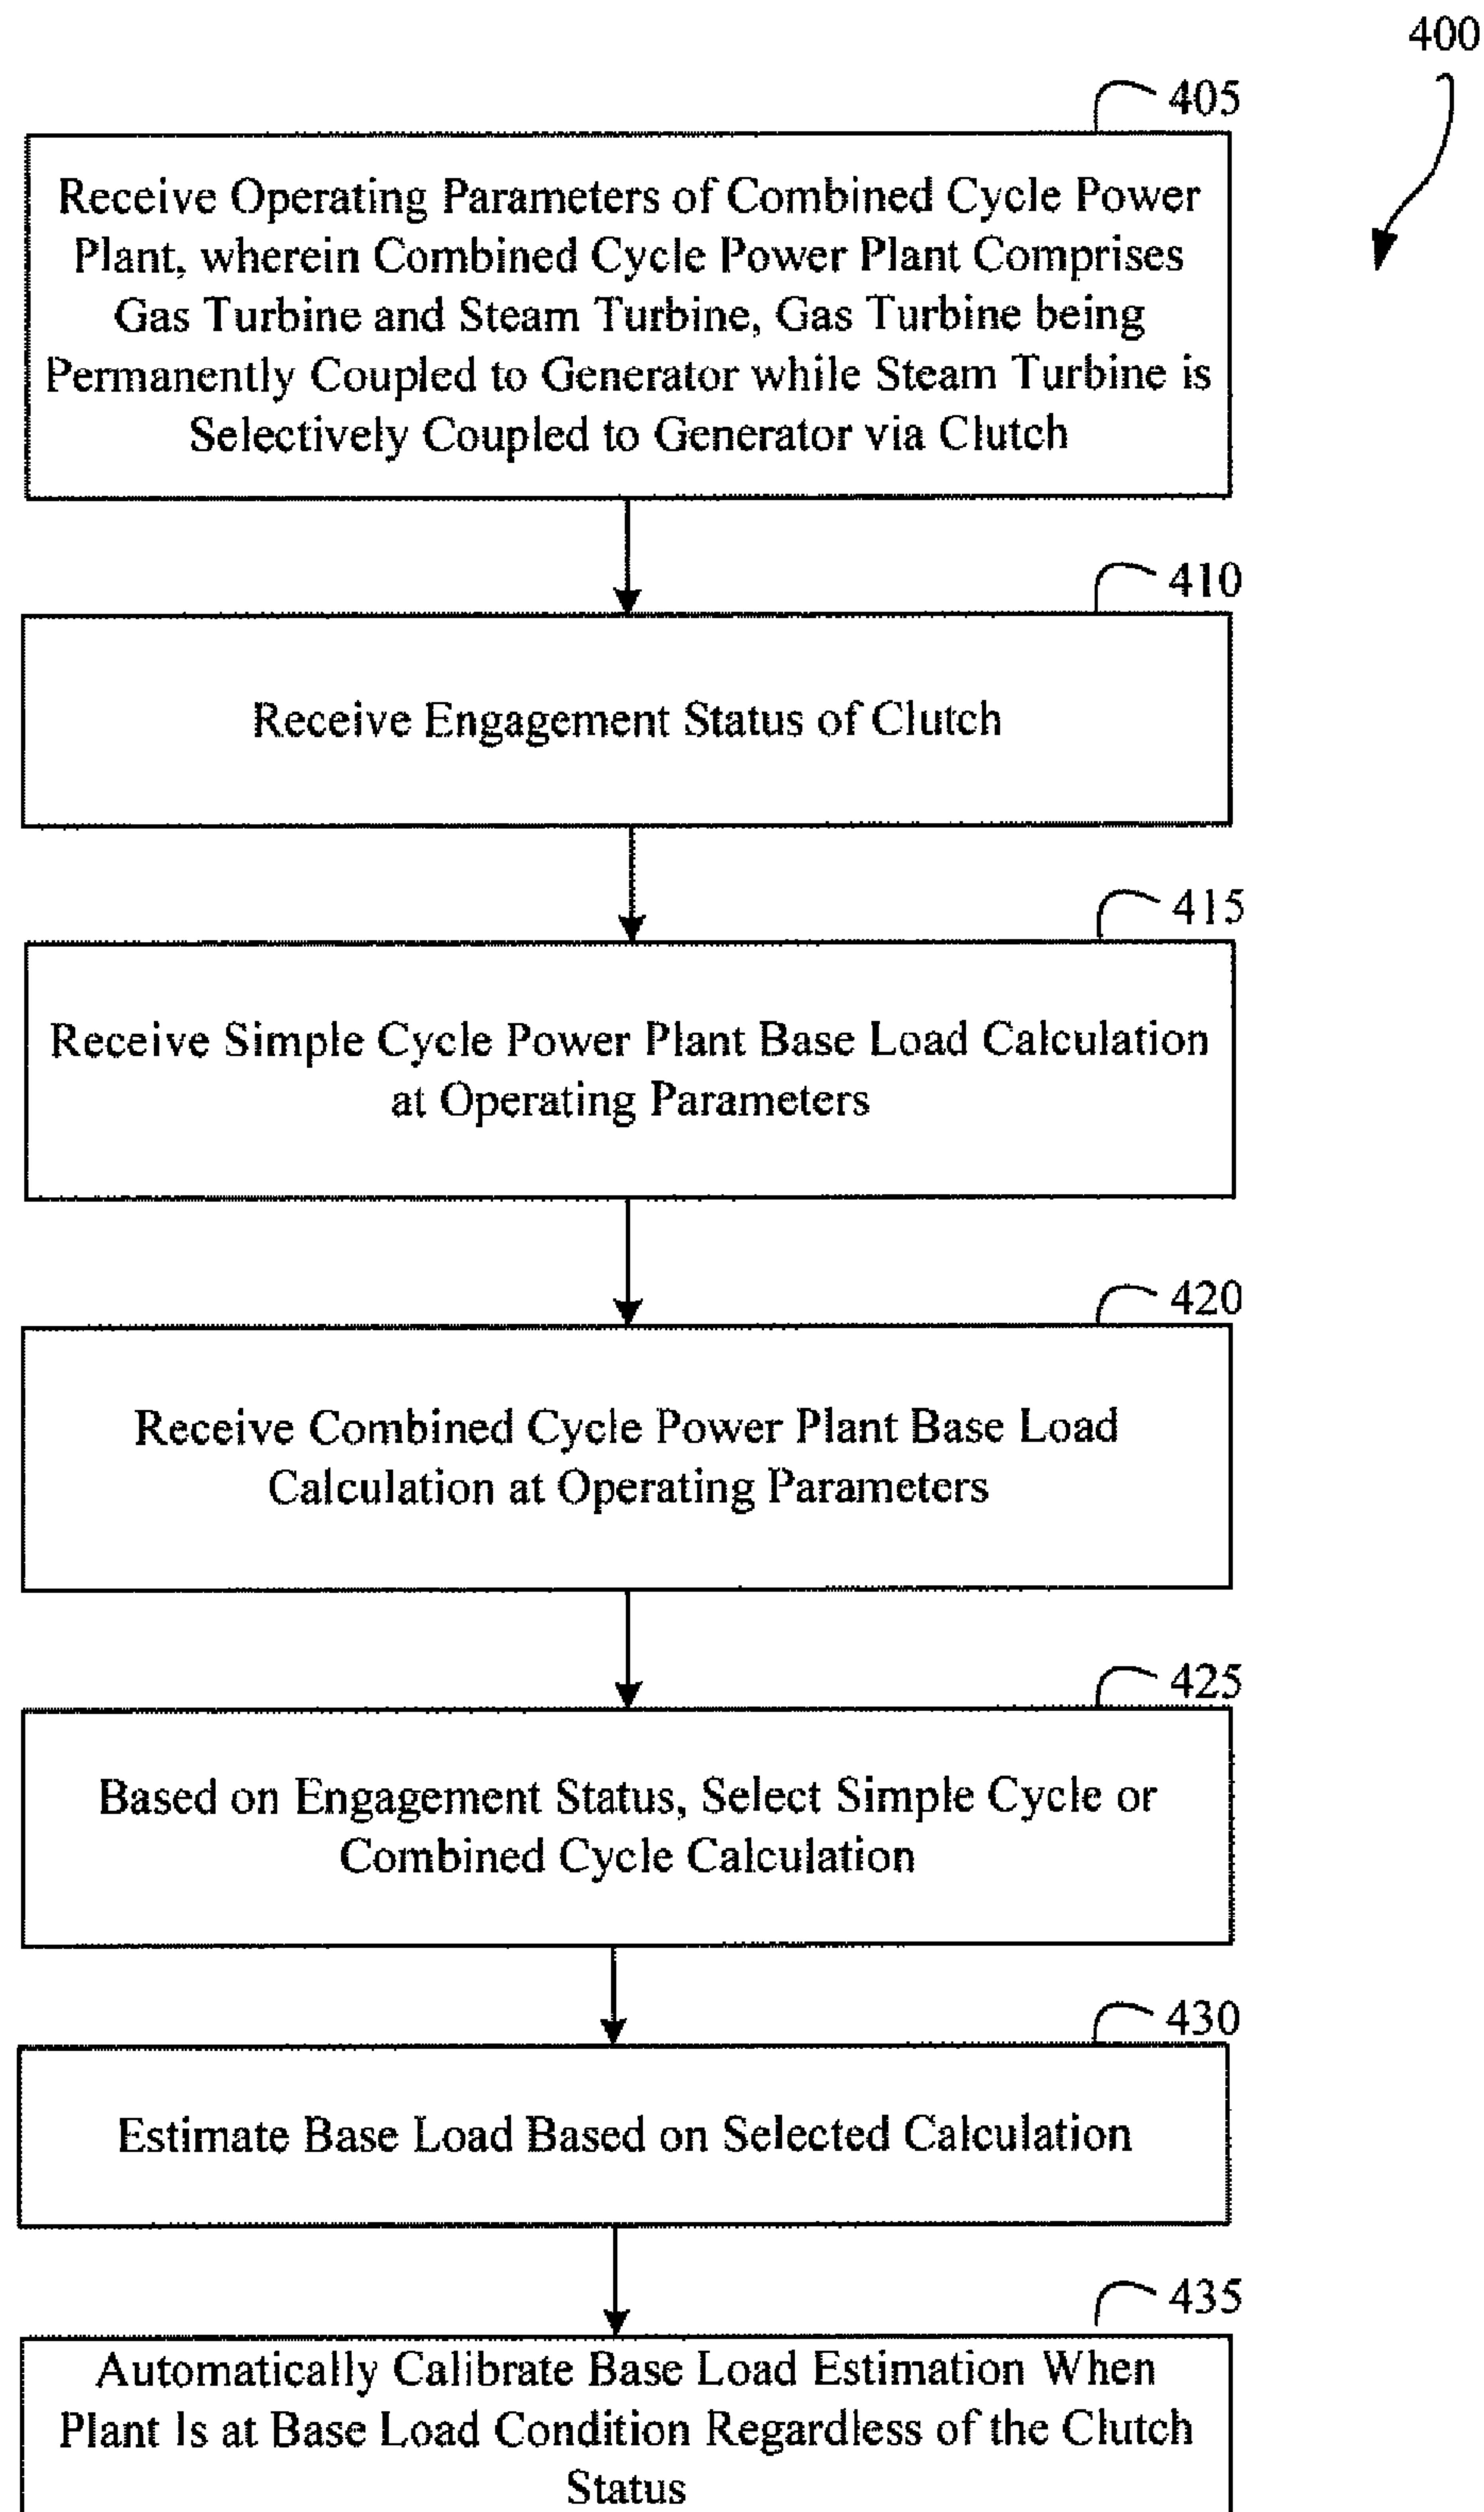 400
405
Receive Operating Parameters of Combined Cycle Power
Plant, wherein Combined Cycle Power Plant Comprises
Gas Turbine and Steam Turbine, Gas Turbine being
Permanently Coupled to Generator while Steam Turbine is
Selectively Coupled to Generator via Clutch
410
Receive Engagement Status of Clutch
415
Receive Simple Cycle Power Plant Base Load Calculation
at Operating Parameters
420
Receive Combined Cycle Power Plant Base Load
Calculation at Operating Parameters
425
Based on Engagement Status, Select Simple Cycle or
Combined Cycle Calculation
430
Estimate Base Load Based on Selected Calculation
435
Automatically Calibrate Base Load Estimation When
Plant Is at Base Load Condition Regardless of the Clutch
Status